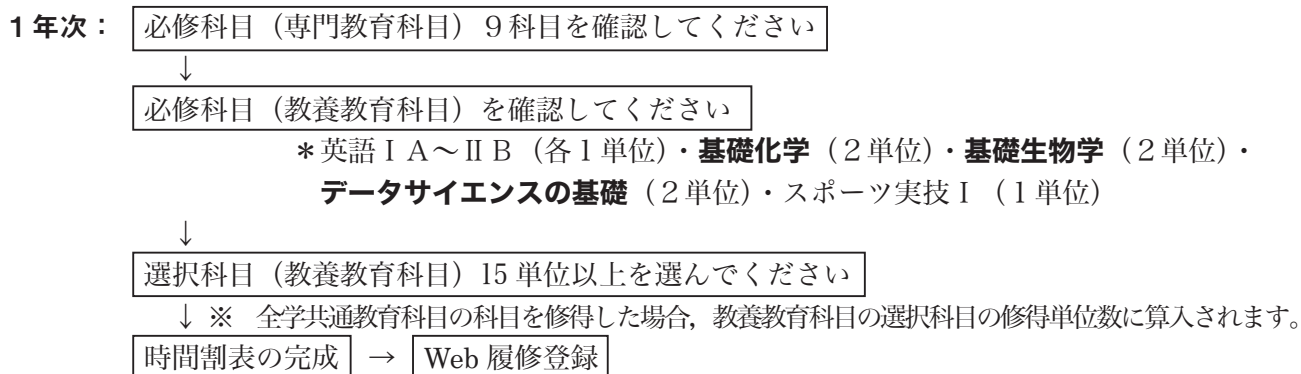 1年次： 必修科目（専門教育科目）９科目を確認してください
↓
必修科目（教養教育科目）を確認してください
＊英語ⅠA～ⅡB（各１単位）・基礎化学（２単位）・基礎生物学（２単位）・
データサイエンスの基礎（２単位）・スポーツ実技Ⅰ（１単位）
↓
選択科目（教養教育科目）15単位以上を選んでください
↓ ※　全学共通教育科目の科目を修得した場合，教養教育科目の選択科目の修得単位数に算入されます。
時間割表の完成 → Web 履修登録